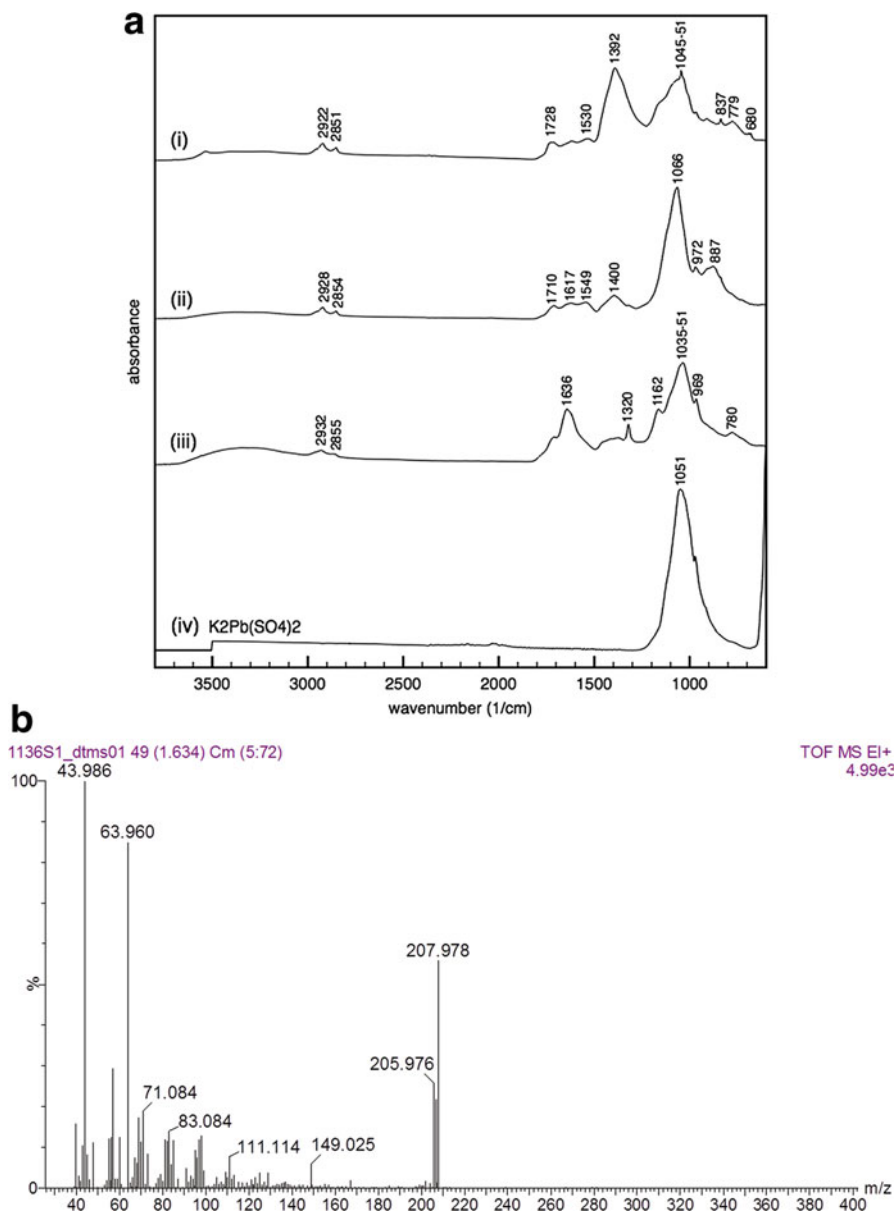 a
absorbance
(i)
2922
2851
1728
1530
1392
1045-51
837
779
680
(ii)
2928
2854
1710
1617
1549
1400
1066
972
887
(iii)
2932
2855
1636
1320
1162
1035-51
969
780
(iv) K2Pb(SO4)2
1051
3500 3000 2500 2000 1500 1000
wavenumber (1/cm)
b
1136S1_dtms01 49 (1.634) Cm (5:72)
TOF MS EI+
4.99e3
100
43.986
63.960
207.978
%
205.976
71.084
83.084
111.114
149.025
0
40 60 80 100 120 140 160 180 200 220 240 260 280 300 320 340 360 380 400 m/z